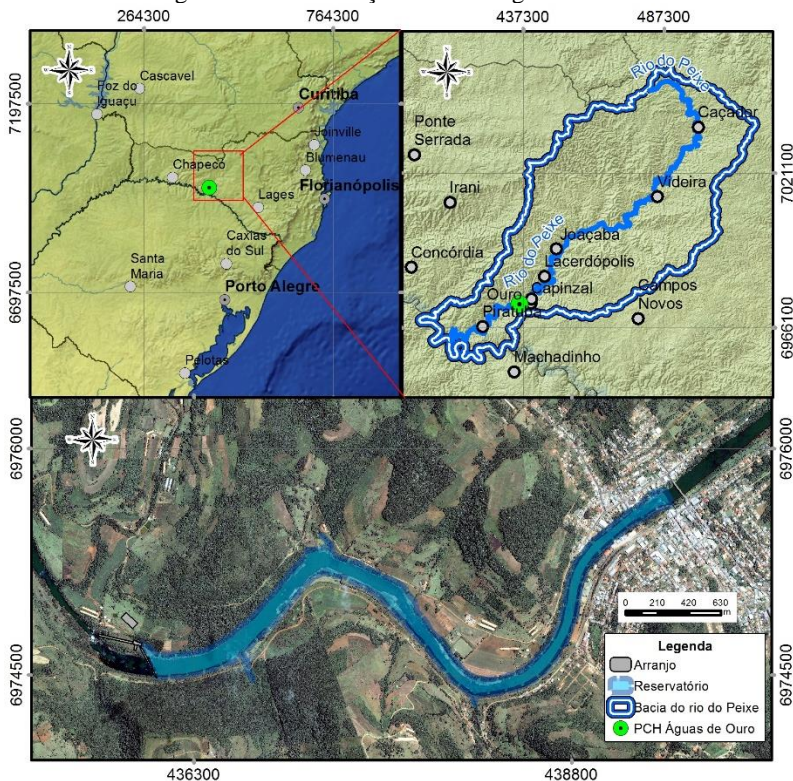 264300
764300
437300
487300
7197500
6697500
Cascavel
Foz do
Iguaçu
Curitiba
Joinville
Blumenau
Chapecó
Florianópolis
Lages
Caxias
do Sul
Santa
Maria
Porto Alegre
Pelotas
Rio do Peixe
Caçador
Ponte
Serrada
Videira
Irani
Rio do Peixe
Joaçaba
Concórdia
Lacerdópolis
Ouro
Capinzal
Campos
Novos
Piratuba
Machadinho
7021100
6966100
6976000
6976000
6974500
6974500
0 210 420 630
m
Legenda
Arranjo
Reservatório
Bacia do rio do Peixe
PCH Águas de Ouro
436300
438800